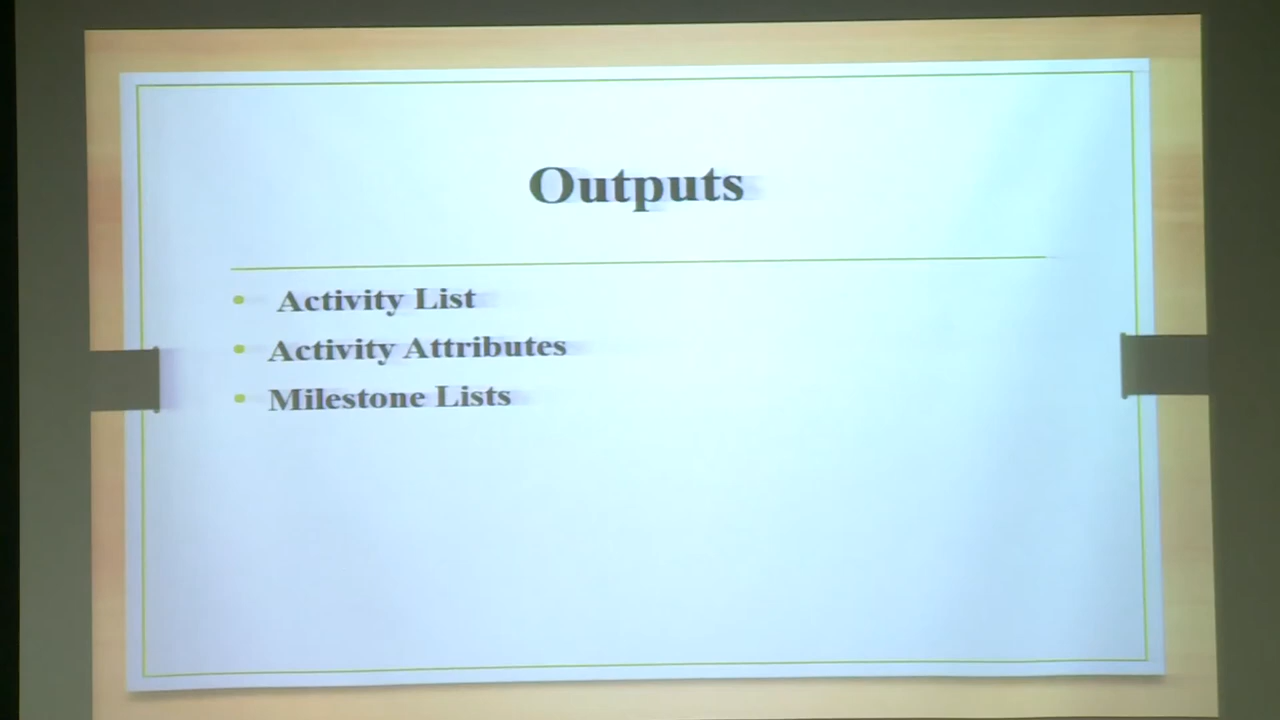 Outputs
• Activity List
• Activity Attributes
• Milestone Lists